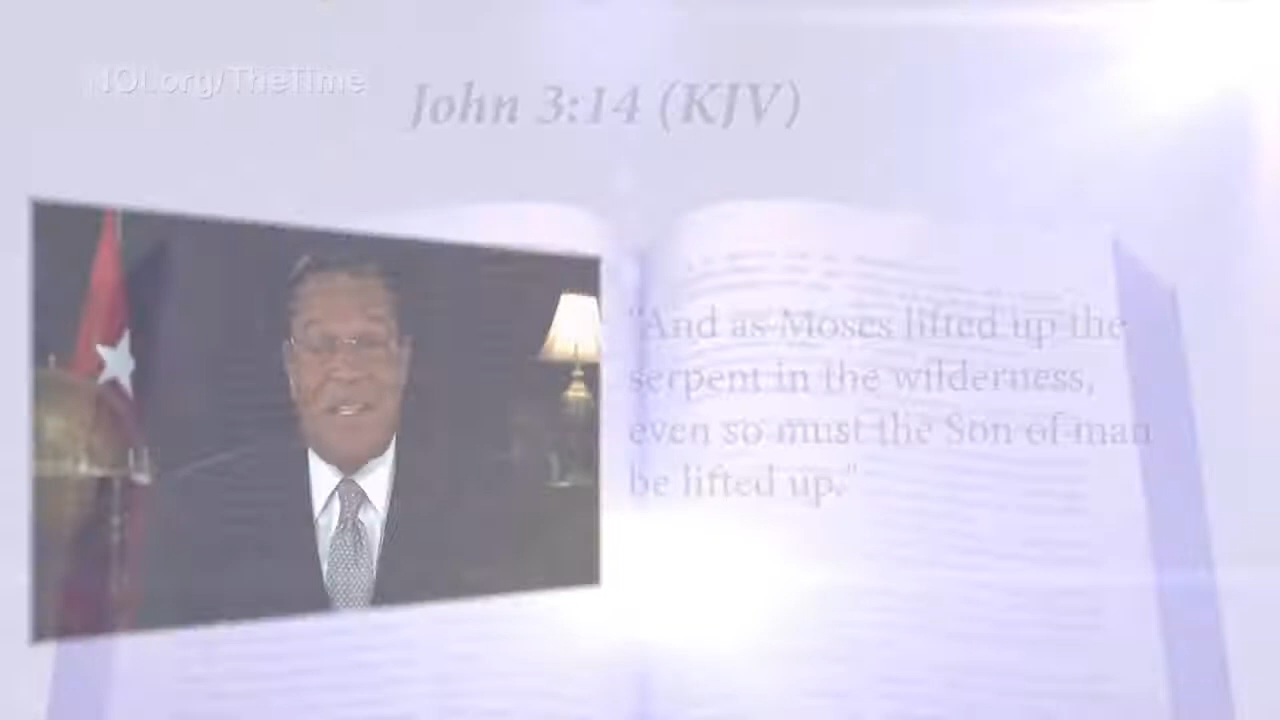 NOI.org/TheTime
John 3:14 (KJV)
"And as Moses lifted up the
serpent in the wilderness,
even so must the Son of man
be lifted up."